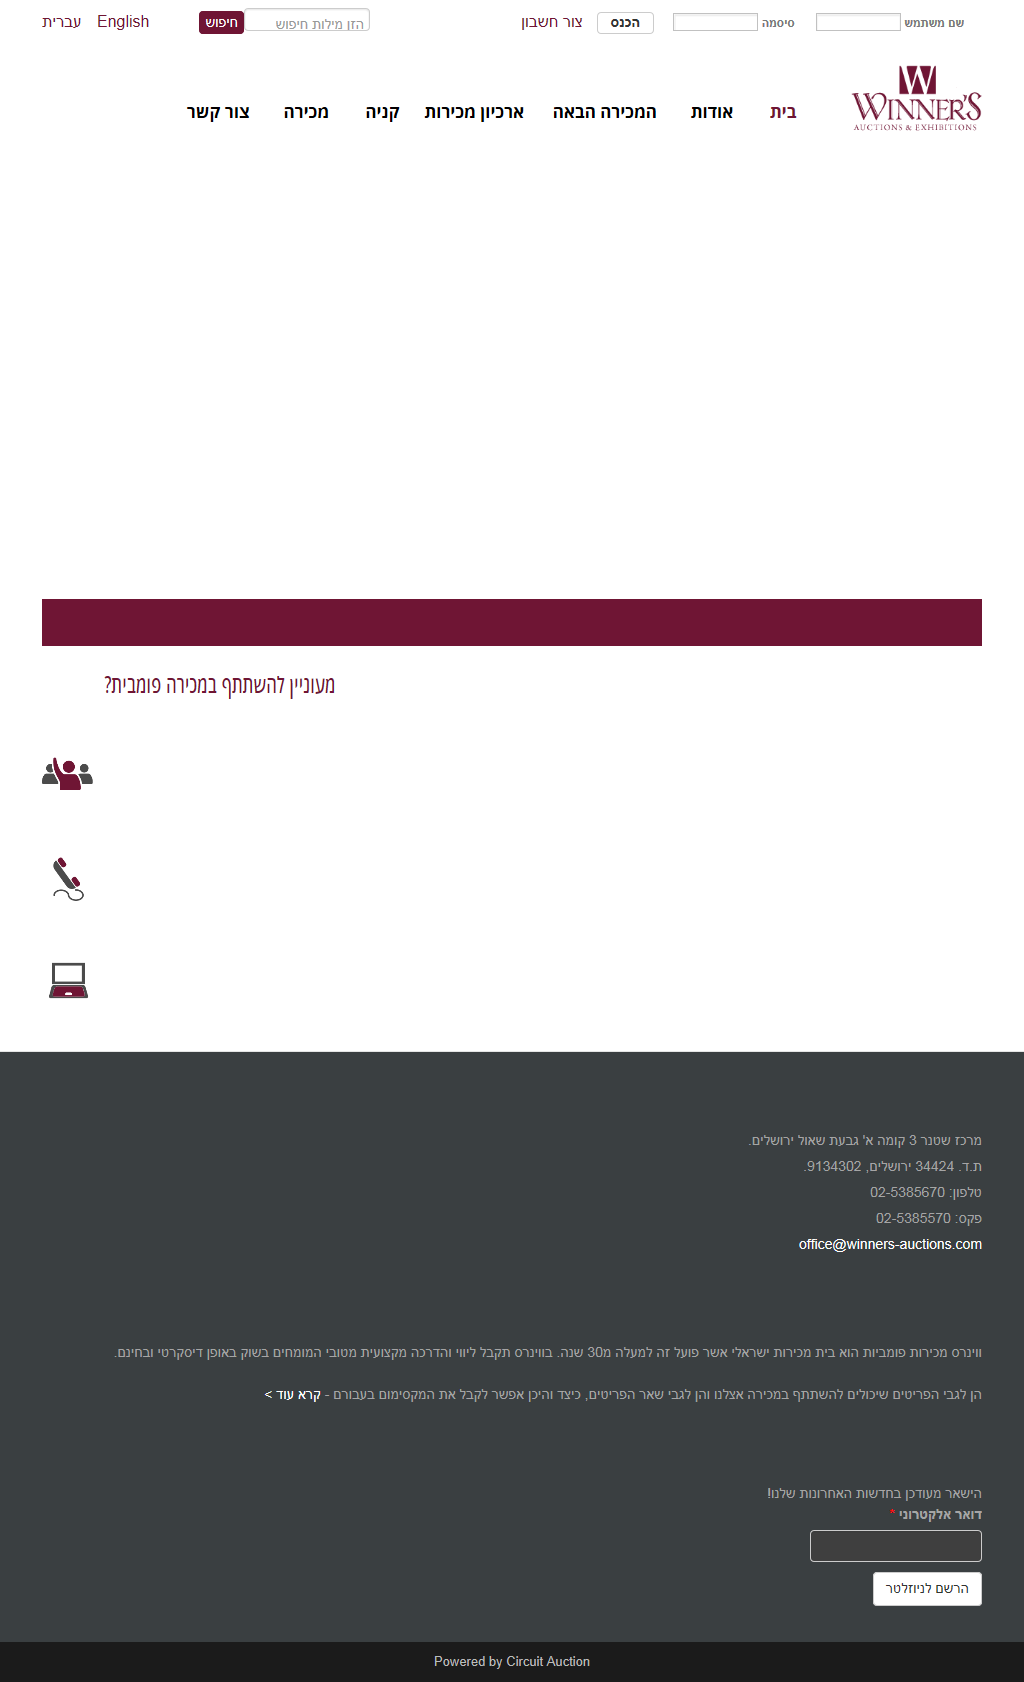 שם משתמש סיסמה הכנס צור חשבון הזן מילות חיפוש חיפוש English עברית
WINNER'S
AUCTIONS & EXHIBITIONS
בית אודות המכירה הבאה ארכיון מכירות קניה מכירה צור קשר
מעוניין להשתתף במכירה פומבית?
מרכז שטנר 3 קומה א' גבעת שאול ירושלים.
ת.ד. 34424 ירושלים, 9134302.
טלפון: 02-5385670
פקס: 02-5385570
office@winners-auctions.com
ווינרס מכירות פומביות הוא בית מכירות ישראלי אשר פועל זה למעלה מ30 שנה. בווינרס תקבל ליווי והדרכה מקצועית מטובי המומחים בשוק באופן דיסקרטי ובחינם.
הן לגבי הפריטים שיכולים להשתתף במכירה אצלנו והן לגבי שאר הפריטים, כיצד והיכן אפשר לקבל את המקסימום בעבורם - קרא עוד >
הישאר מעודכן בחדשות האחרונות שלנו!
דואר אלקטרוני *
הרשם לניוזלטר
Powered by Circuit Auction